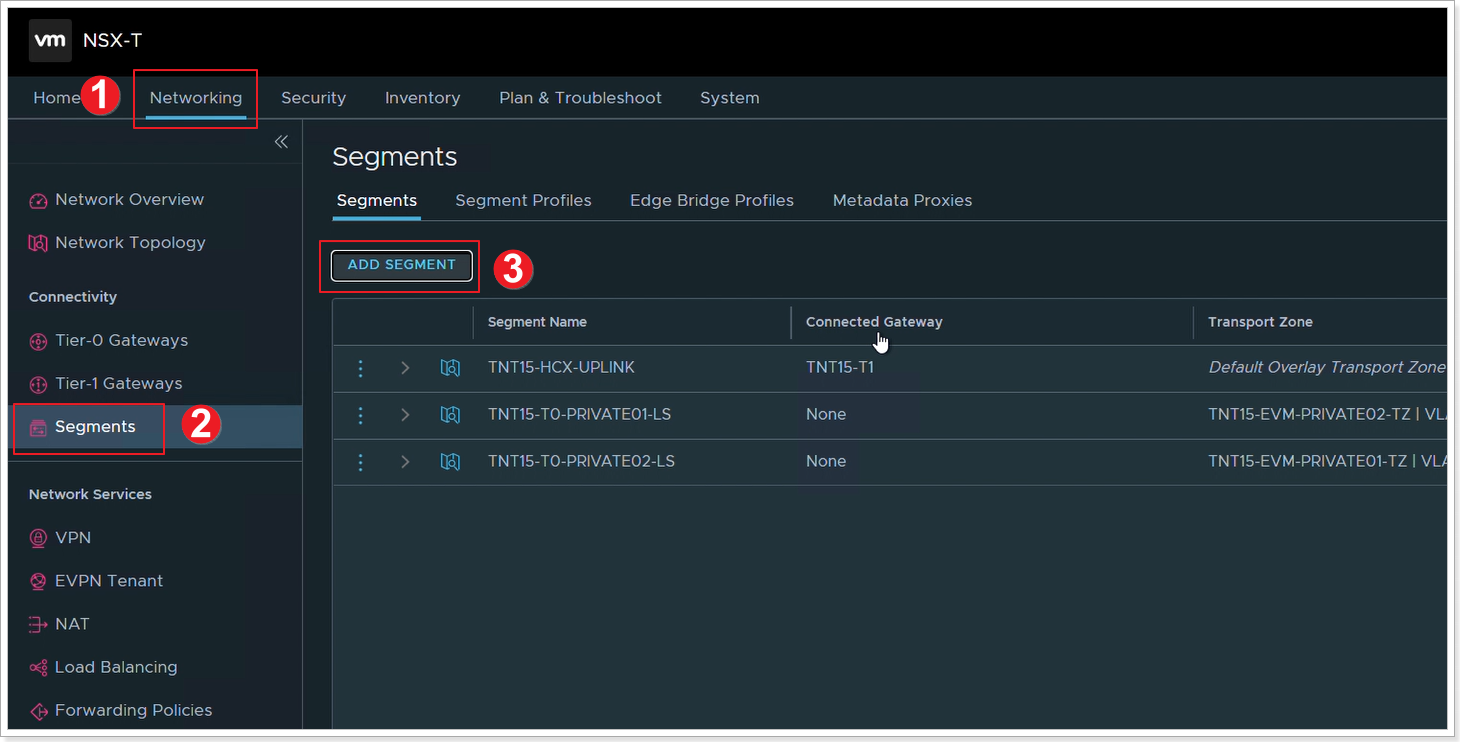 vm NSX-T
Home 1 Networking Security Inventory Plan & Troubleshoot System
Segments
Segments Segment Profiles Edge Bridge Profiles Metadata Proxies
Network Overview
Network Topology
Connectivity
Tier-0 Gateways
Tier-1 Gateways
Segments 2
Network Services
VPN
EVPN Tenant
NAT
Load Balancing
Forwarding Policies
ADD SEGMENT 3
Segment Name Connected Gateway Transport Zone
TNT15-HCX-UPLINK TNT15-T1 Default Overlay Transport Zone
TNT15-T0-PRIVATE01-LS None TNT15-EVM-PRIVATE02-TZ | VLA
TNT15-T0-PRIVATE02-LS None TNT15-EVM-PRIVATE01-TZ | VLA